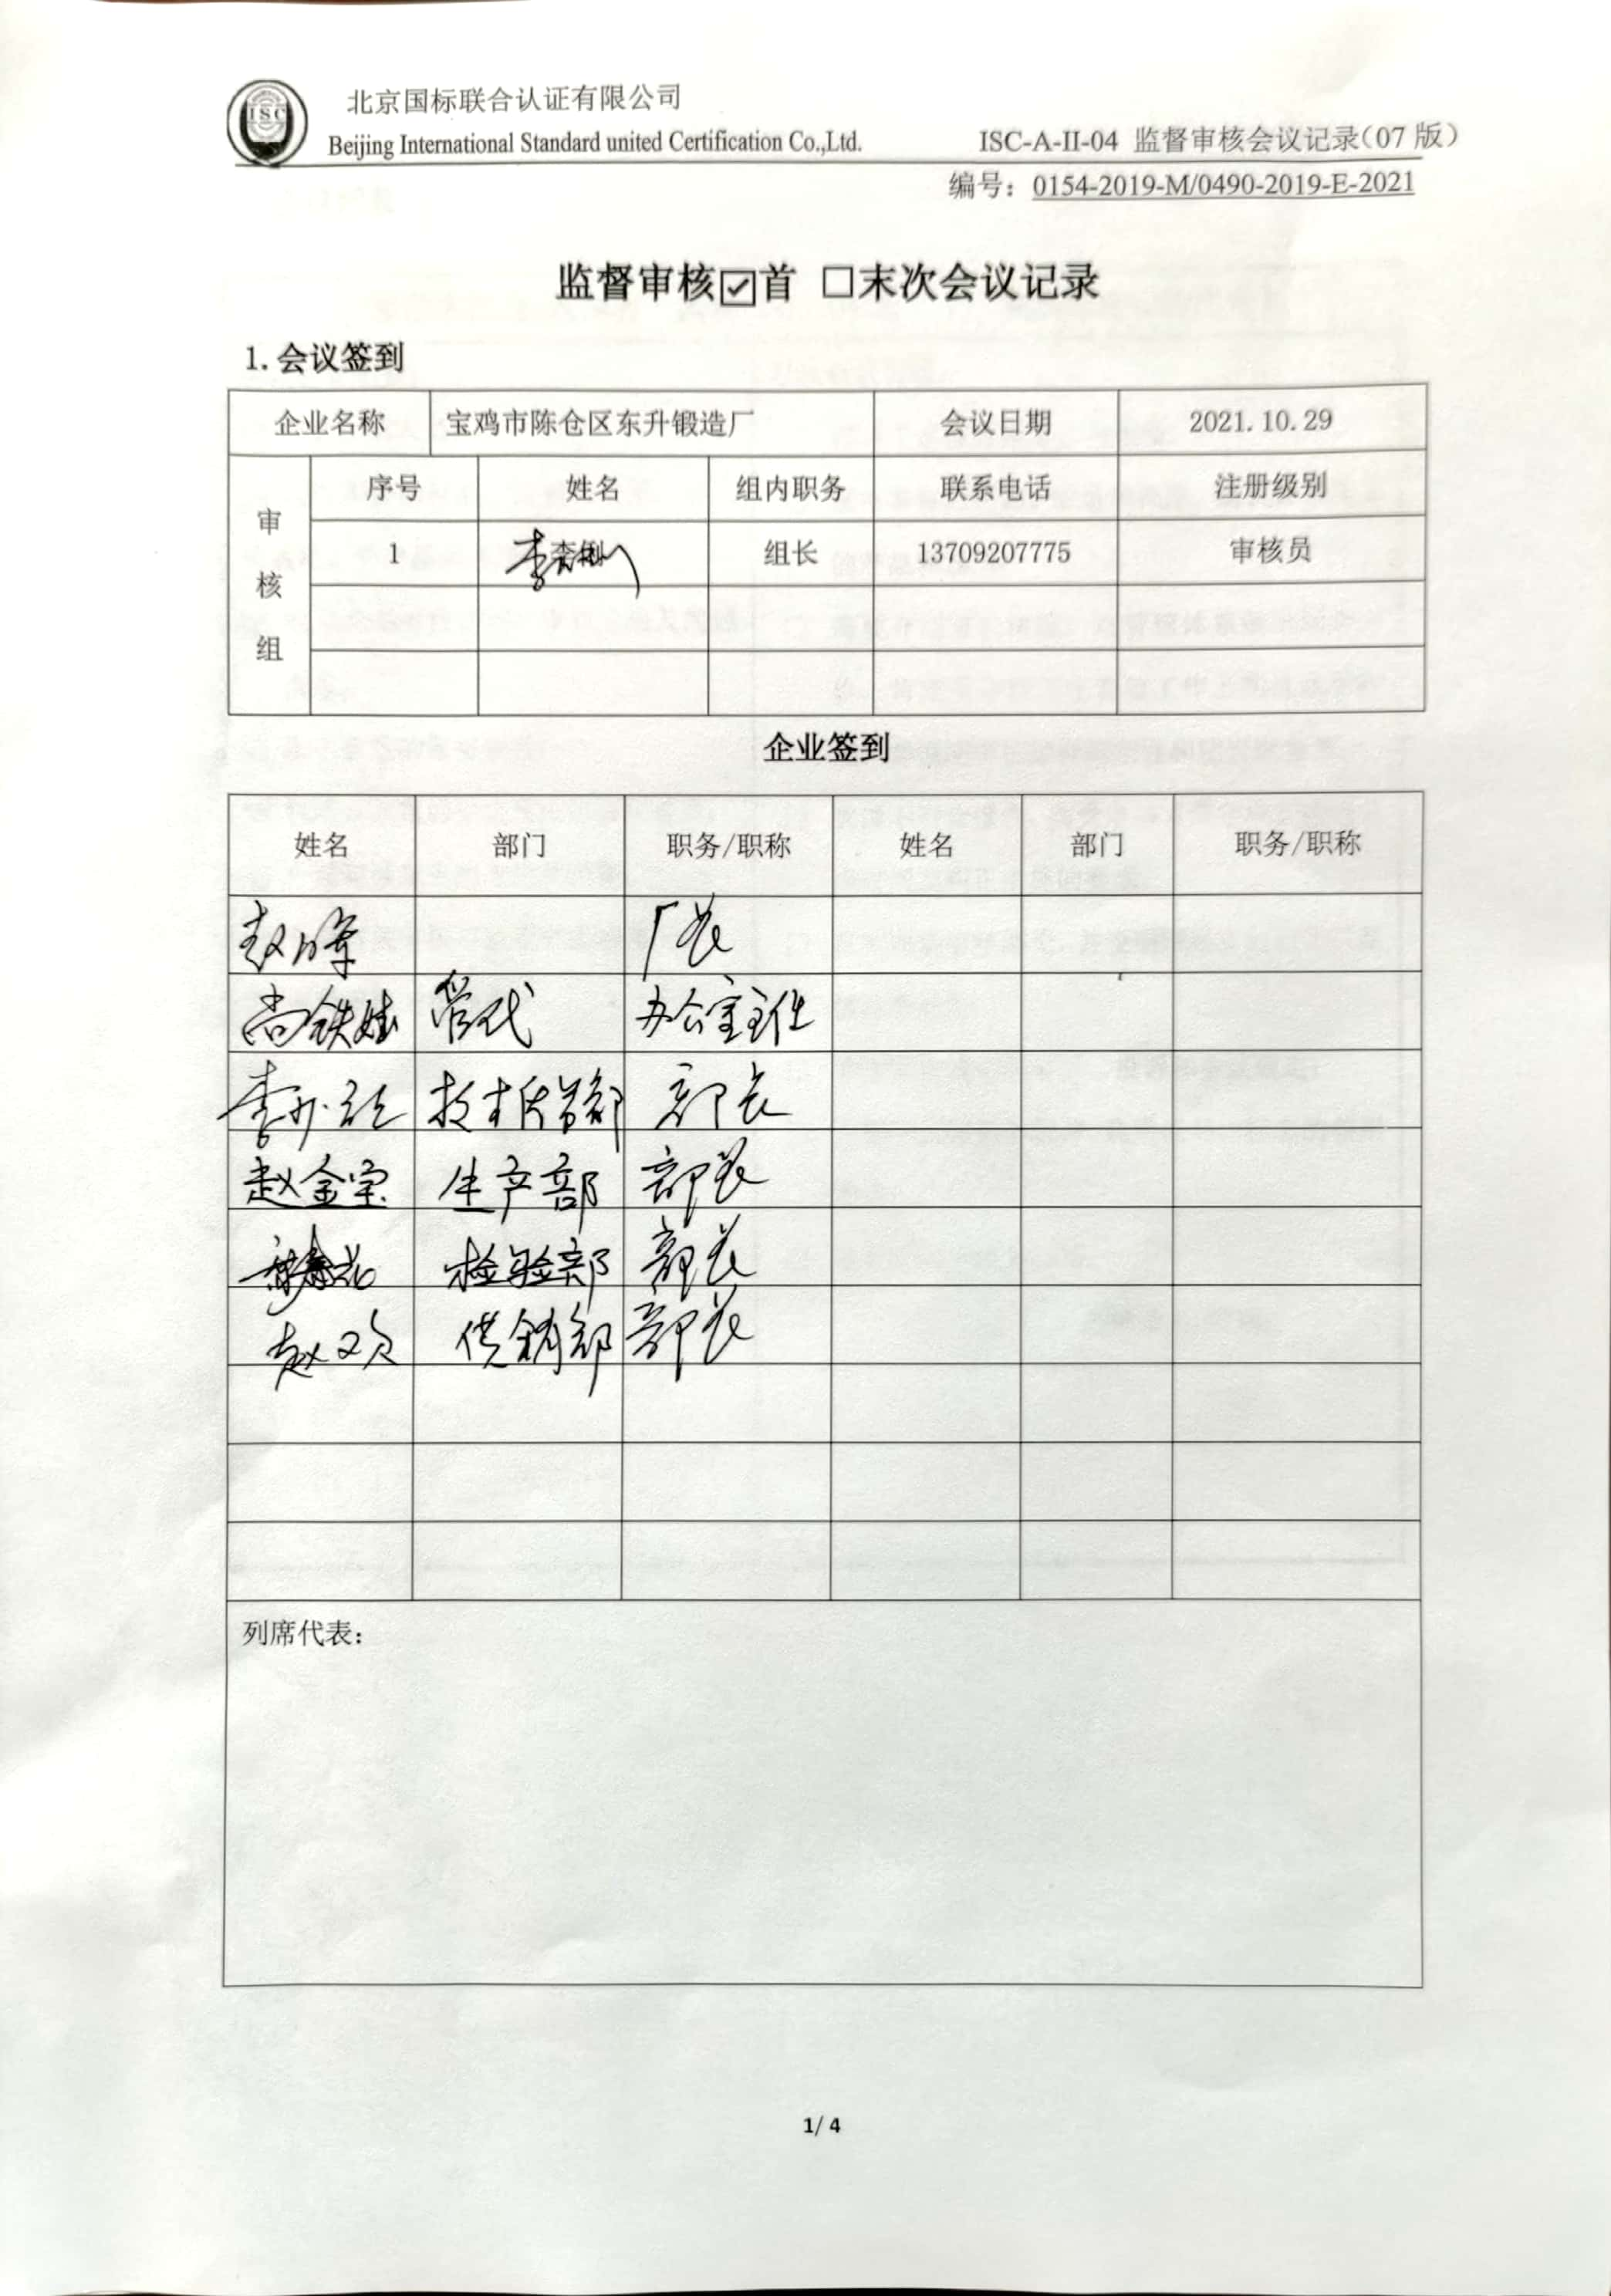 ISC
北京国标联合认证有限公司
Beijing International Standard united Certification Co.,Ltd.
ISC-A-II-04 监督审核会议记录(07 版)
编号: 0154-2019-M/0490-2019-E-2021
监督审核☑首 □末次会议记录
1. 会议签到
企业名称 宝鸡市陈仓区东升锻造厂 会议日期 2021.10.29
审核组 序号 姓名 组内职务 联系电话 注册级别
1 李俐 组长 13709207775 审核员
企业签到
姓名 部门 职务/职称 姓名 部门 职务/职称
厂长
尚铁娃 管代 办公室主任
技术质管部 部长
生产部 部长
检验部 部长
供销部 部长
列席代表:
1/ 4